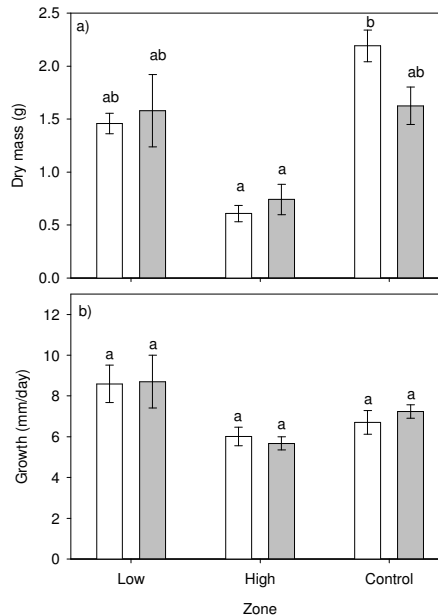 a)
Dry mass (g)
2.5
2.0
1.5
1.0
0.5
0.0
ab
ab
a
a
b
ab
b)
Growth (mm/day)
12
10
8
6
4
2
0
a
a
a
a
a
a
Low
High
Control
Zone